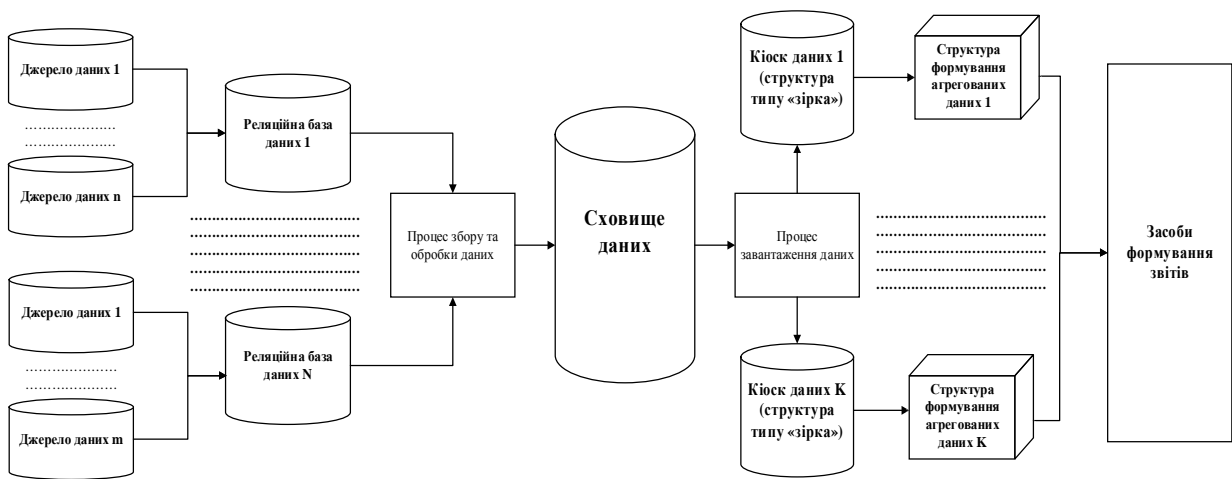 Джерело даних 1
Джерело даних n
Джерело даних 1
Джерело даних m
Реляційна база
даних 1
Реляційна база
даних N
Процес збору та
обробки даних
Сховище
даних
Процес
завантаження даних
Кіоск даних 1
(структура
типу «зірка»)
Кіоск даних K
(структура
типу «зірка»)
Структура
формування
агрегованих
даних 1
Структура
формування
агрегованих
даних K
Засоби
формування
звітів